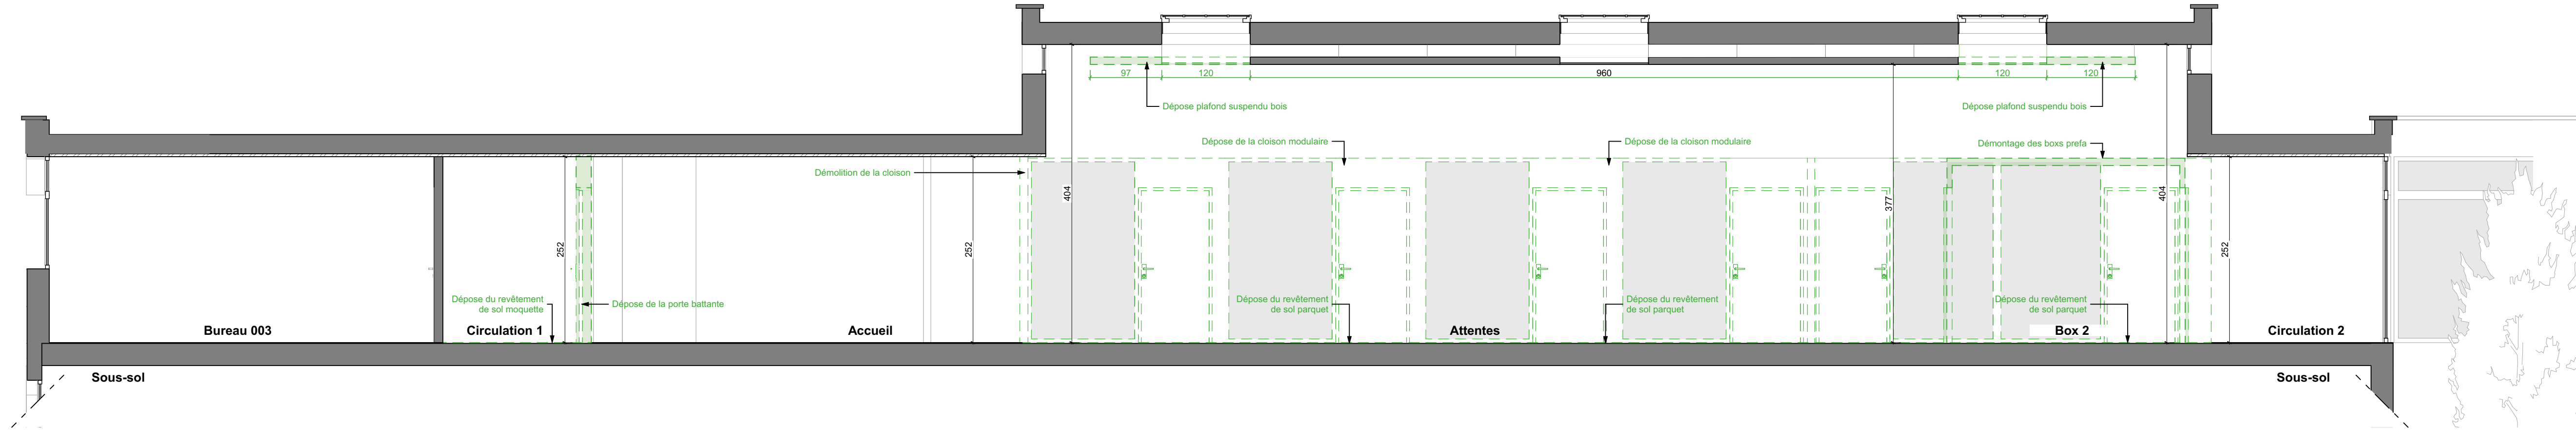 97
120
960
120
120
Dépose plafond suspendu bois
Dépose plafond suspendu bois
Dépose de la cloison modulaire
Dépose de la cloison modulaire
Démontage des boxs prefa
Démolition de la cloison
404
377
404
252
252
252
Dépose du revêtement
de sol moquette
Dépose de la porte battante
Dépose du revêtement
de sol parquet
Dépose du revêtement
de sol parquet
Dépose du revêtement
de sol parquet
Bureau 003
Circulation 1
Accueil
Attentes
Box 2
Circulation 2
Sous-sol
Sous-sol